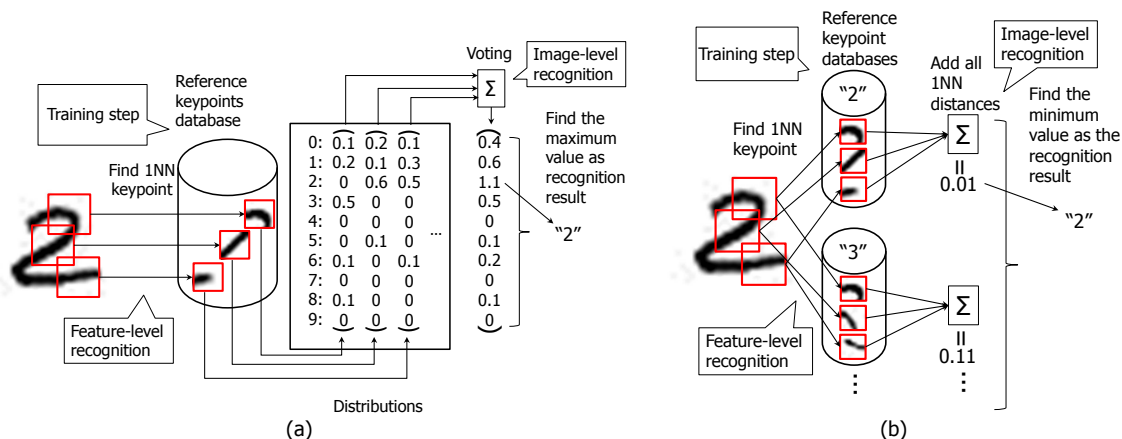 Training step
Reference
keypoints
database
Find 1NN
keypoint
Feature-level
recognition
0: 0.1 0.2 0.1
1: 0.2 0.1 0.3
2: 0 0.6 0.5
3: 0.5 0 0
4: 0 0 0
5: 0 0.1 0
6: 0.1 0 0.1
7: 0 0 0
8: 0.1 0 0
9: 0 0 0
...
Distributions
Voting
Σ
Image-level
recognition
0.4
0.6
1.1
0.5
0
0.1
0.2
0
0.1
0
Find the
maximum
value as
recognition
result
“2”
(a)
Training step
Reference
keypoint
databases
Image-level
recognition
Add all
1NN
distances
Find the
minimum
value as the
recognition
result
Find 1NN
keypoint
“2”
Σ
=
0.01
“2”
“3”
Σ
=
0.11
Feature-level
recognition
...
...
(b)